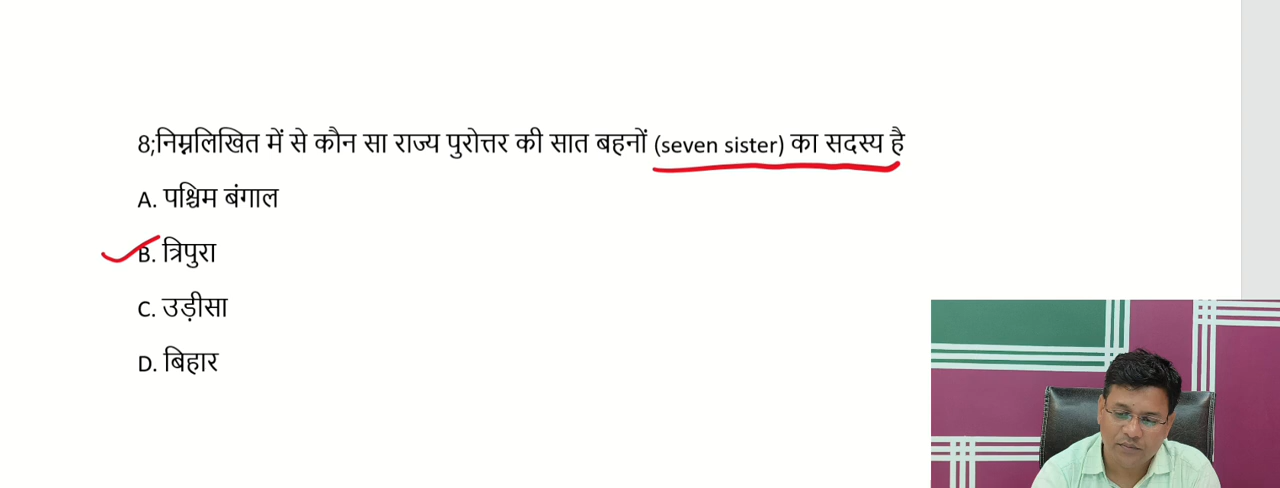 8;निम्नलिखित में से कौन सा राज्य पुरोत्तर की सात बहनों (seven sister) का सदस्य है
A. पश्चिम बंगाल
B. त्रिपुरा
C. उड़ीसा
D. बिहार